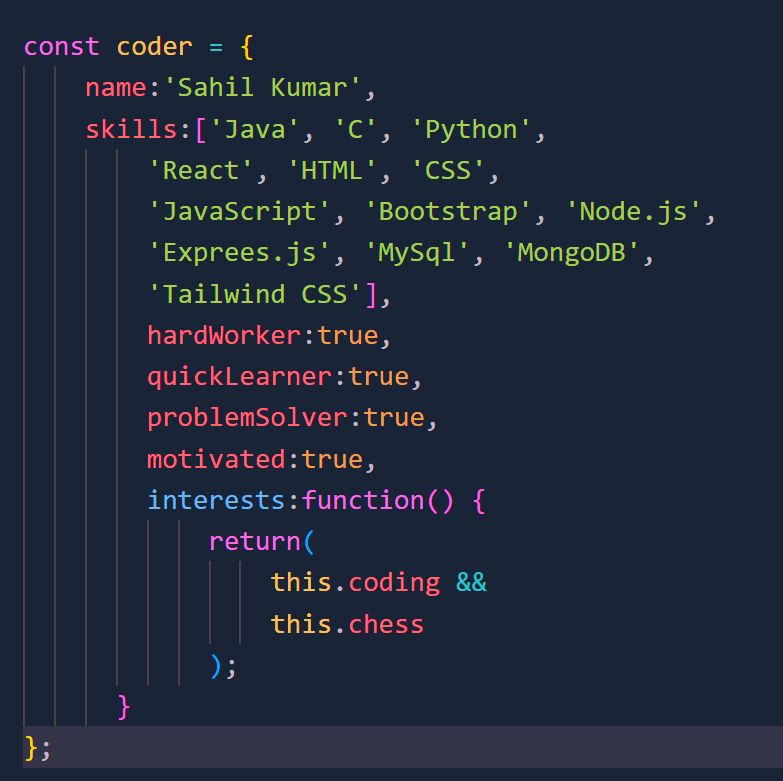 const coder = {
name:'Sahil Kumar',
skills:['Java', 'C', 'Python',
'React', 'HTML', 'CSS',
'JavaScript', 'Bootstrap', 'Node.js',
'Exprees.js', 'MySql', 'MongoDB',
'Tailwind CSS'],
hardWorker:true,
quickLearner:true,
problemSolver:true,
motivated:true,
interests:function() {
return(
this.coding &&
this.chess
);
}
};